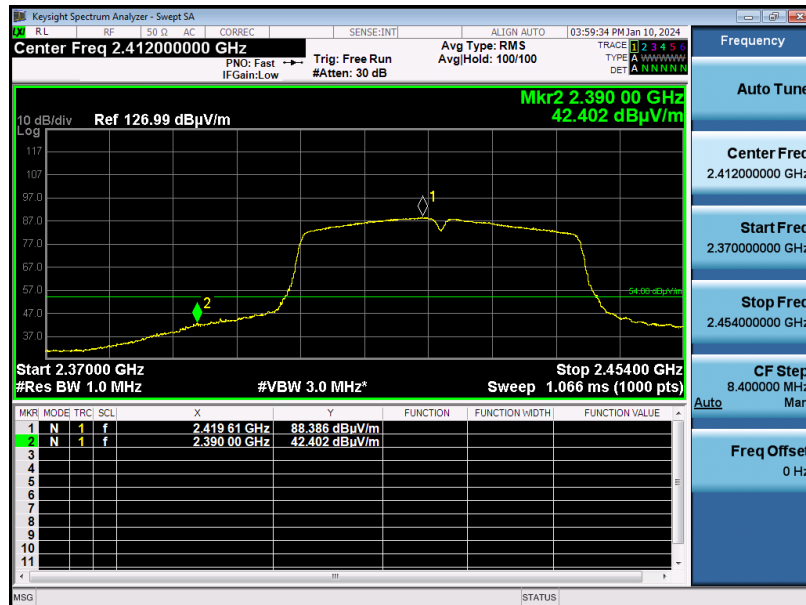 Keysight Spectrum Analyzer - Swept SA
LXI RL RF 50 Ω AC CORREC SENSE:INT ALIGN AUTO 03:59:34 PM Jan 10, 2024
Center Freq 2.412000000 GHz
PNO: Fast
IFGain:Low
Trig: Free Run
#Atten: 30 dB
Avg Type: RMS
Avg|Hold: 100/100
TRACE 1 2 3 4 5 6
TYPE A WWWWW
DET A N N N N N
Mkr2 2.390 00 GHz
42.402 dBµV/m
10 dB/div Ref 126.99 dBµV/m
Log
117
107
97.0
87.0
77.0
67.0
57.0
47.0
37.0
1
2
54.00 dBµV/m
Start 2.37000 GHz Stop 2.45400 GHz
#Res BW 1.0 MHz #VBW 3.0 MHz* Sweep 1.066 ms (1000 pts)
MKR MODE TRC SCL X Y FUNCTION FUNCTION WIDTH FUNCTION VALUE
1 N 1 f 2.419 61 GHz 88.386 dBµV/m
2 N 1 f 2.390 00 GHz 42.402 dBµV/m
3
4
5
6
7
8
9
10
11
MSG STATUS
Frequency
Auto Tune
Center Freq
2.412000000 GHz
Start Freq
2.370000000 GHz
Stop Freq
2.454000000 GHz
CF Step
8.400000 MHz
Auto Man
Freq Offset
0 Hz